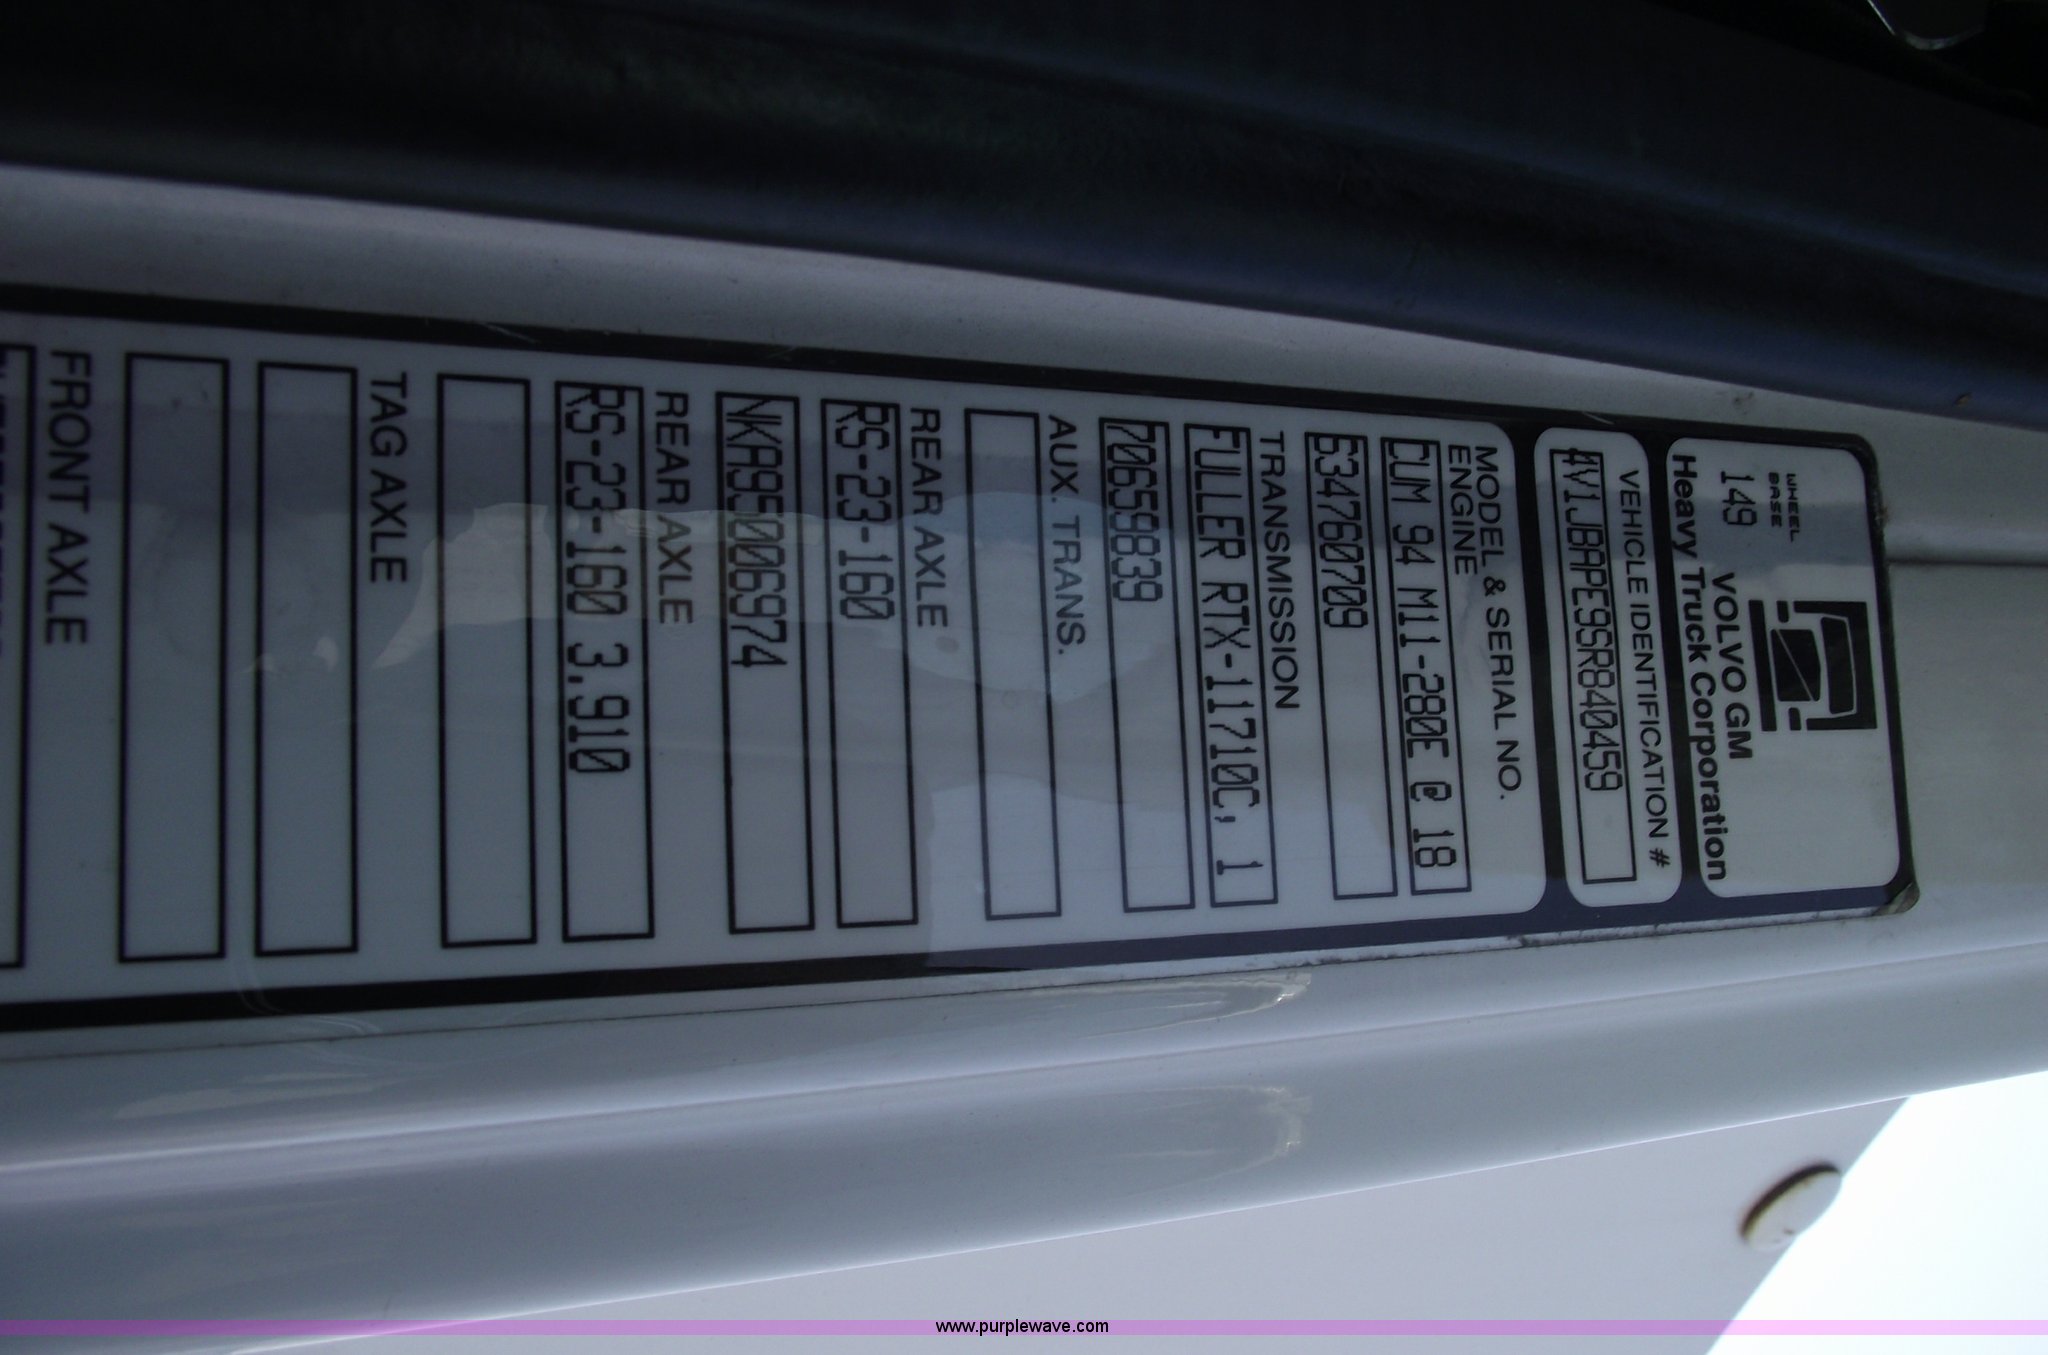 WHEEL
BASE
149
VOLVO GM
Heavy Truck Corporation
VEHICLE IDENTIFICATION #
4V1JBAPE9SR840459
MODEL & SERIAL NO.
ENGINE
CUM 94 M11-280E @ 18
634760709
TRANSMISSION
FULLER RTX-11710C, 1
70659839
AUX. TRANS.
REAR AXLE
RS-23-160
NKA95006974
REAR AXLE
RS-23-160 3.910
TAG AXLE
FRONT AXLE
www.purplewave.com